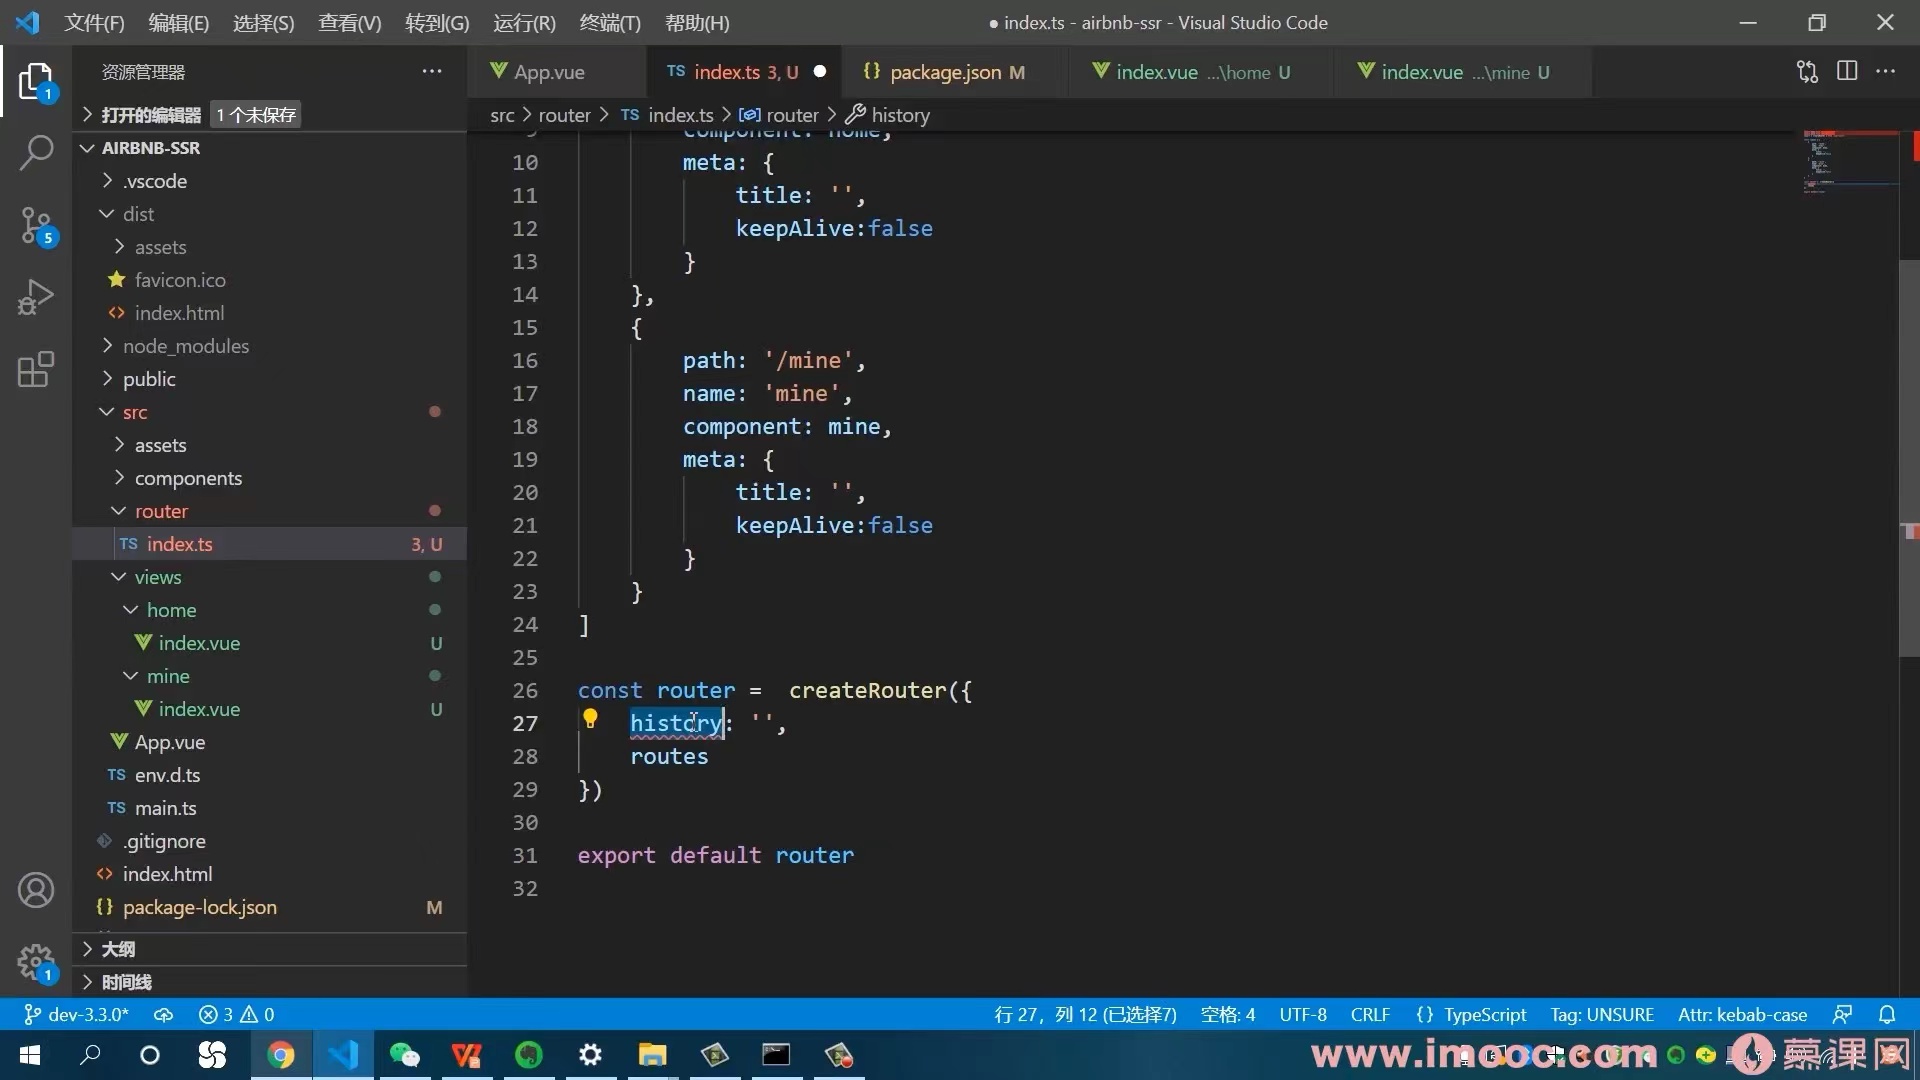 文件(F) 编辑(E) 选择(S) 查看(V) 转到(G) 运行(R) 终端(T) 帮助(H) ● index.ts - airbnb-ssr - Visual Studio Code
资源管理器
打开的编辑器 1 个未保存
AIRBNB-SSR
.vscode
dist
assets
favicon.ico
index.html
node_modules
public
src
assets
components
router
TS index.ts 3, U
views
home
index.vue U
mine
index.vue U
App.vue
TS env.d.ts
TS main.ts
.gitignore
index.html
{} package-lock.json M
大纲
时间线
1
5
1
App.vue TS index.ts 3, U {} package.json M index.vue ...\home U index.vue ...\mine U
src > router > TS index.ts > router > history
9 component: home,
10 meta: {
11 title: '',
12 keepAlive:false
13 }
14 },
15 {
16 path: '/mine',
17 name: 'mine',
18 component: mine,
19 meta: {
20 title: '',
21 keepAlive:false
22 }
23 }
24 ]
25
26 const router = createRouter({
27 history: '',
28 routes
29 })
30
31 export default router
32
dev-3.3.0* 3 0 行 27，列 12 (已选择7) 空格: 4 UTF-8 CRLF {} TypeScript Tag: UNSURE Attr: kebab-case
www.imooc.com 慕课网